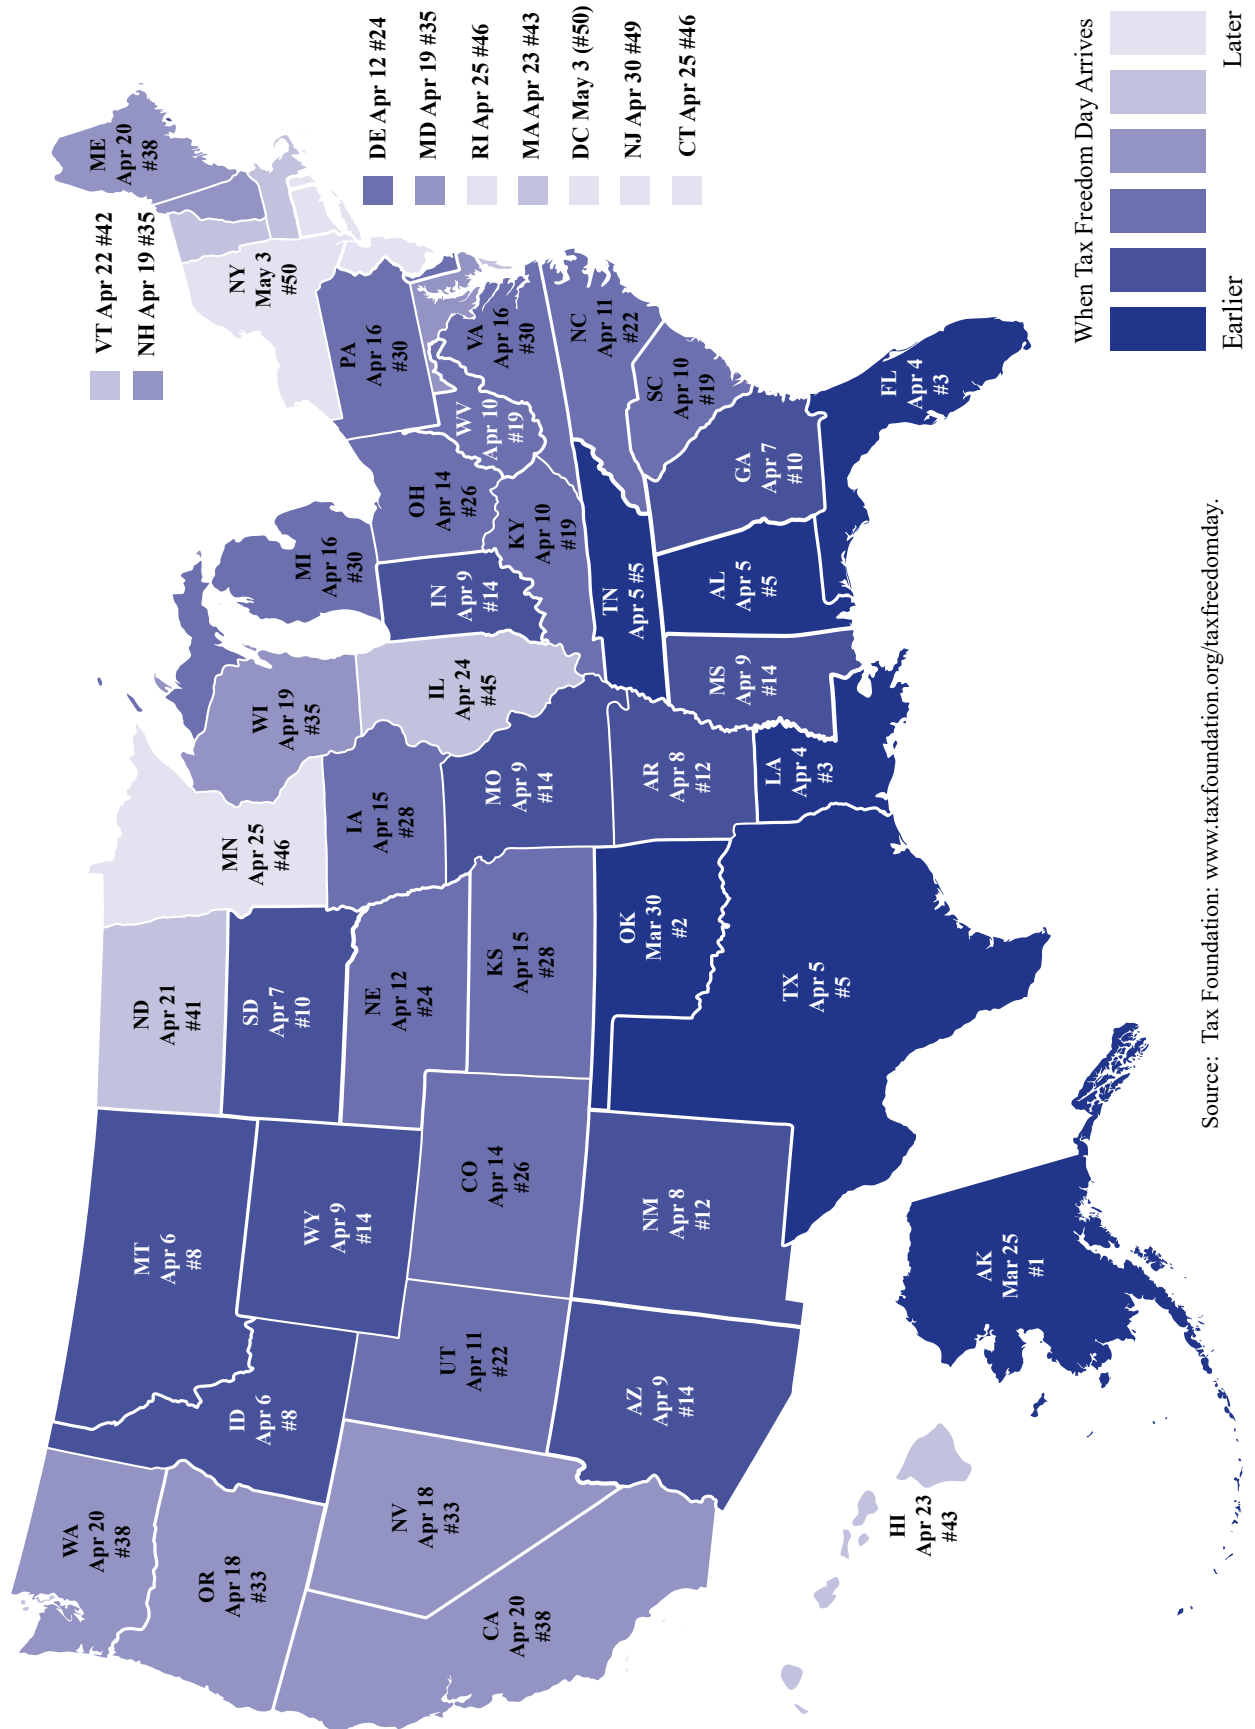 WA
Apr 20
#38
OR
Apr 18
#33
CA
Apr 20
#38
NV
Apr 18
#33
ID
Apr 6
#8
MT
Apr 6
#8
WY
Apr 9
#14
UT
Apr 11
#22
AZ
Apr 9
#14
CO
Apr 14
#26
NM
Apr 8
#12
ND
Apr 21
#41
SD
Apr 7
#10
NE
Apr 12
#24
KS
Apr 15
#28
OK
Mar 30
#2
TX
Apr 5
#5
MN
Apr 25
#46
IA
Apr 15
#28
MO
Apr 9
#14
AR
Apr 8
#12
LA
Apr 4
#3
WI
Apr 19
#35
IL
Apr 24
#45
MS
Apr 9
#14
MI
Apr 16
#30
IN
Apr 9
#14
OH
Apr 14
#26
KY
Apr 10
#19
TN
Apr 5 #5
AL
Apr 5
#5
GA
Apr 7
#10
FL
Apr 4
#3
SC
Apr 10
#19
NC
Apr 11
#22
VA
Apr 16
#30
WV
Apr 10
#19
PA
Apr 16
#30
NY
May 3
#50
ME
Apr 20
#38
VT Apr 22 #42
NH Apr 19 #35
DE Apr 12 #24
MD Apr 19 #35
RI Apr 25 #46
MA Apr 23 #43
DC May 3 (#50)
NJ Apr 30 #49
CT Apr 25 #46
HI
Apr 23
#43
AK
Mar 25
#1
When Tax Freedom Day Arrives
Earlier Later
Source: Tax Foundation: www.taxfoundation.org/taxfreedomday.